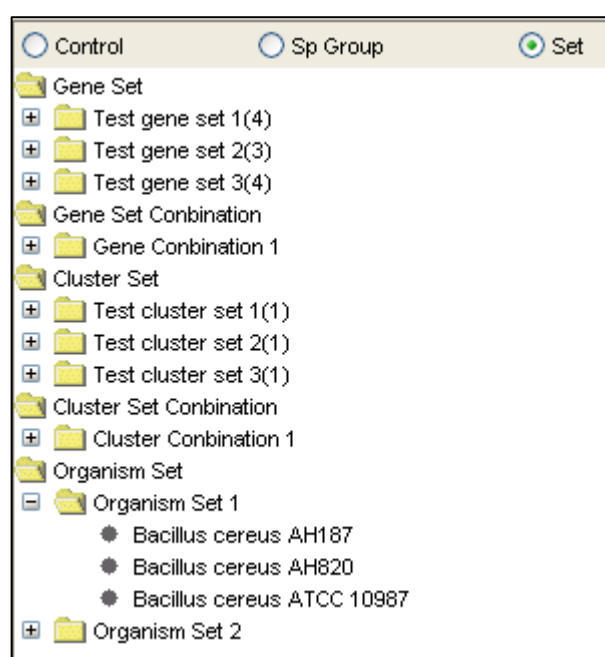 Control Sp Group Set
Gene Set
Test gene set 1(4)
Test gene set 2(3)
Test gene set 3(4)
Gene Set Conbination
Gene Conbination 1
Cluster Set
Test cluster set 1(1)
Test cluster set 2(1)
Test cluster set 3(1)
Cluster Set Conbination
Cluster Conbination 1
Organism Set
Organism Set 1
Bacillus cereus AH187
Bacillus cereus AH820
Bacillus cereus ATCC 10987
Organism Set 2